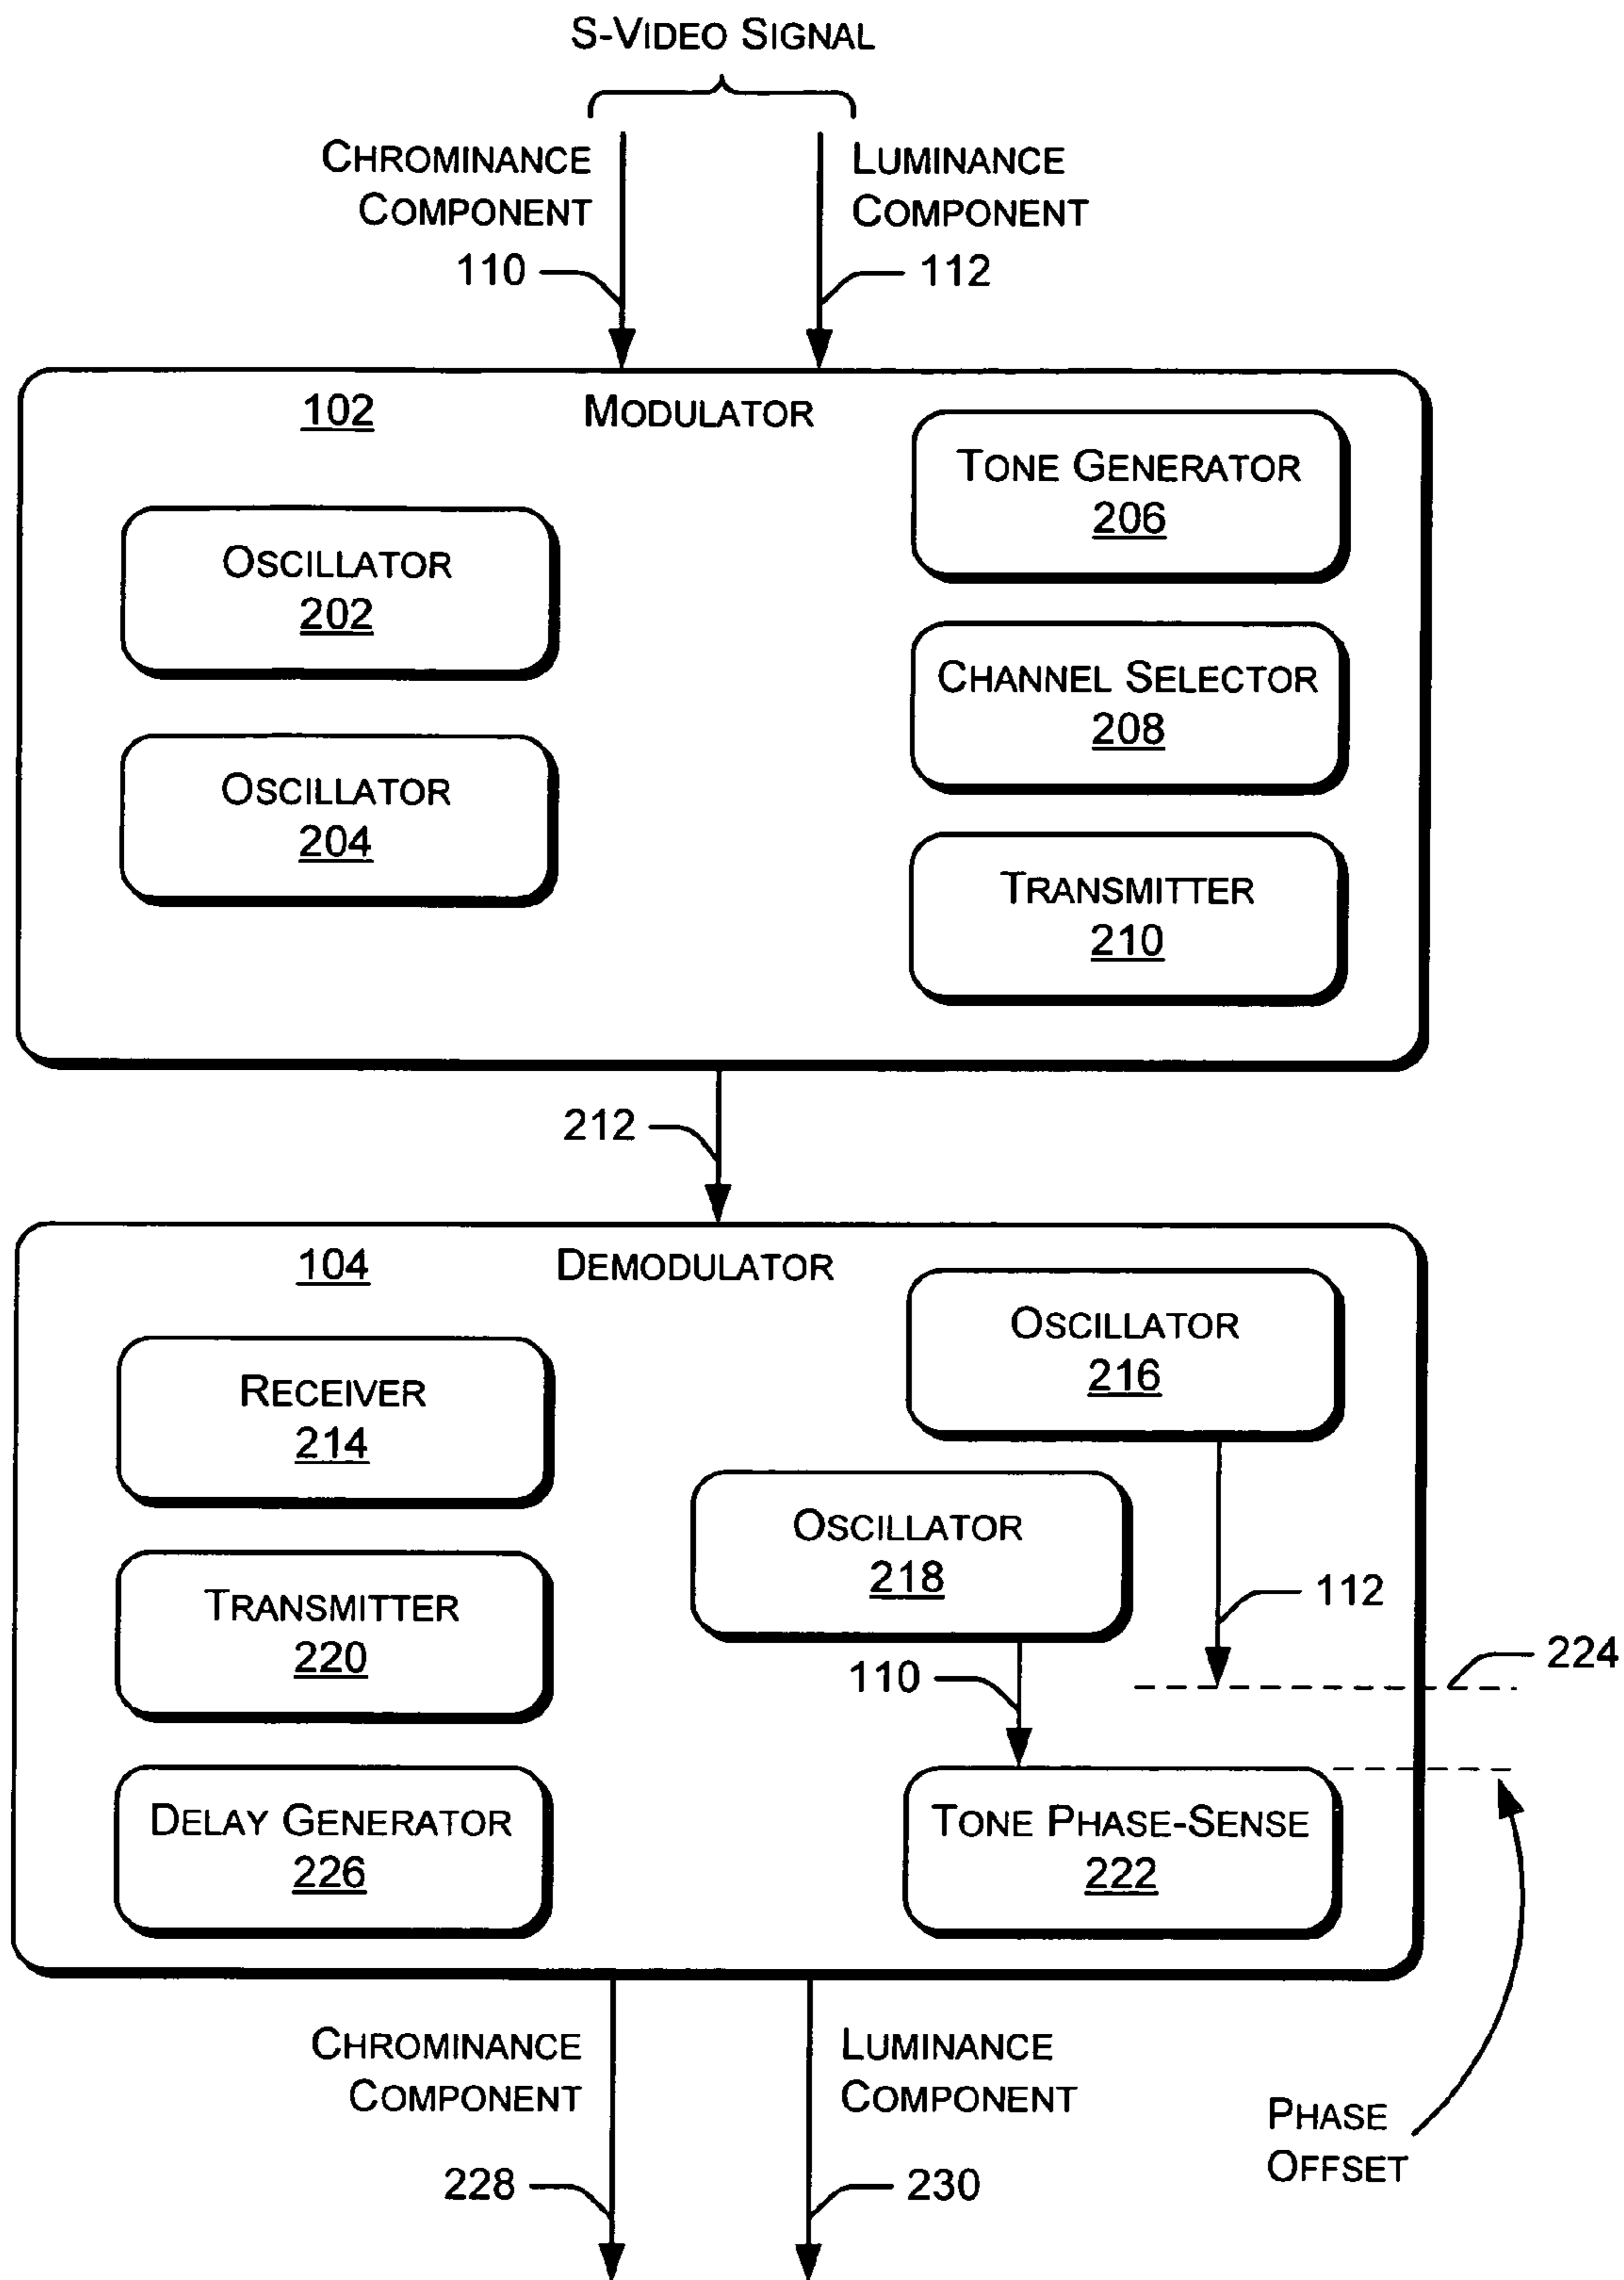 S-VIDEO SIGNAL
CHROMINANCE
COMPONENT
110
LUMINANCE
COMPONENT
112
102
MODULATOR
TONE GENERATOR
206
OSCILLATOR
202
CHANNEL SELECTOR
208
OSCILLATOR
204
TRANSMITTER
210
212
104
DEMODULATOR
OSCILLATOR
216
RECEIVER
214
OSCILLATOR
218
112
TRANSMITTER
220
110
224
DELAY GENERATOR
226
TONE PHASE-SENSE
222
CHROMINANCE
COMPONENT
228
LUMINANCE
COMPONENT
230
PHASE
OFFSET